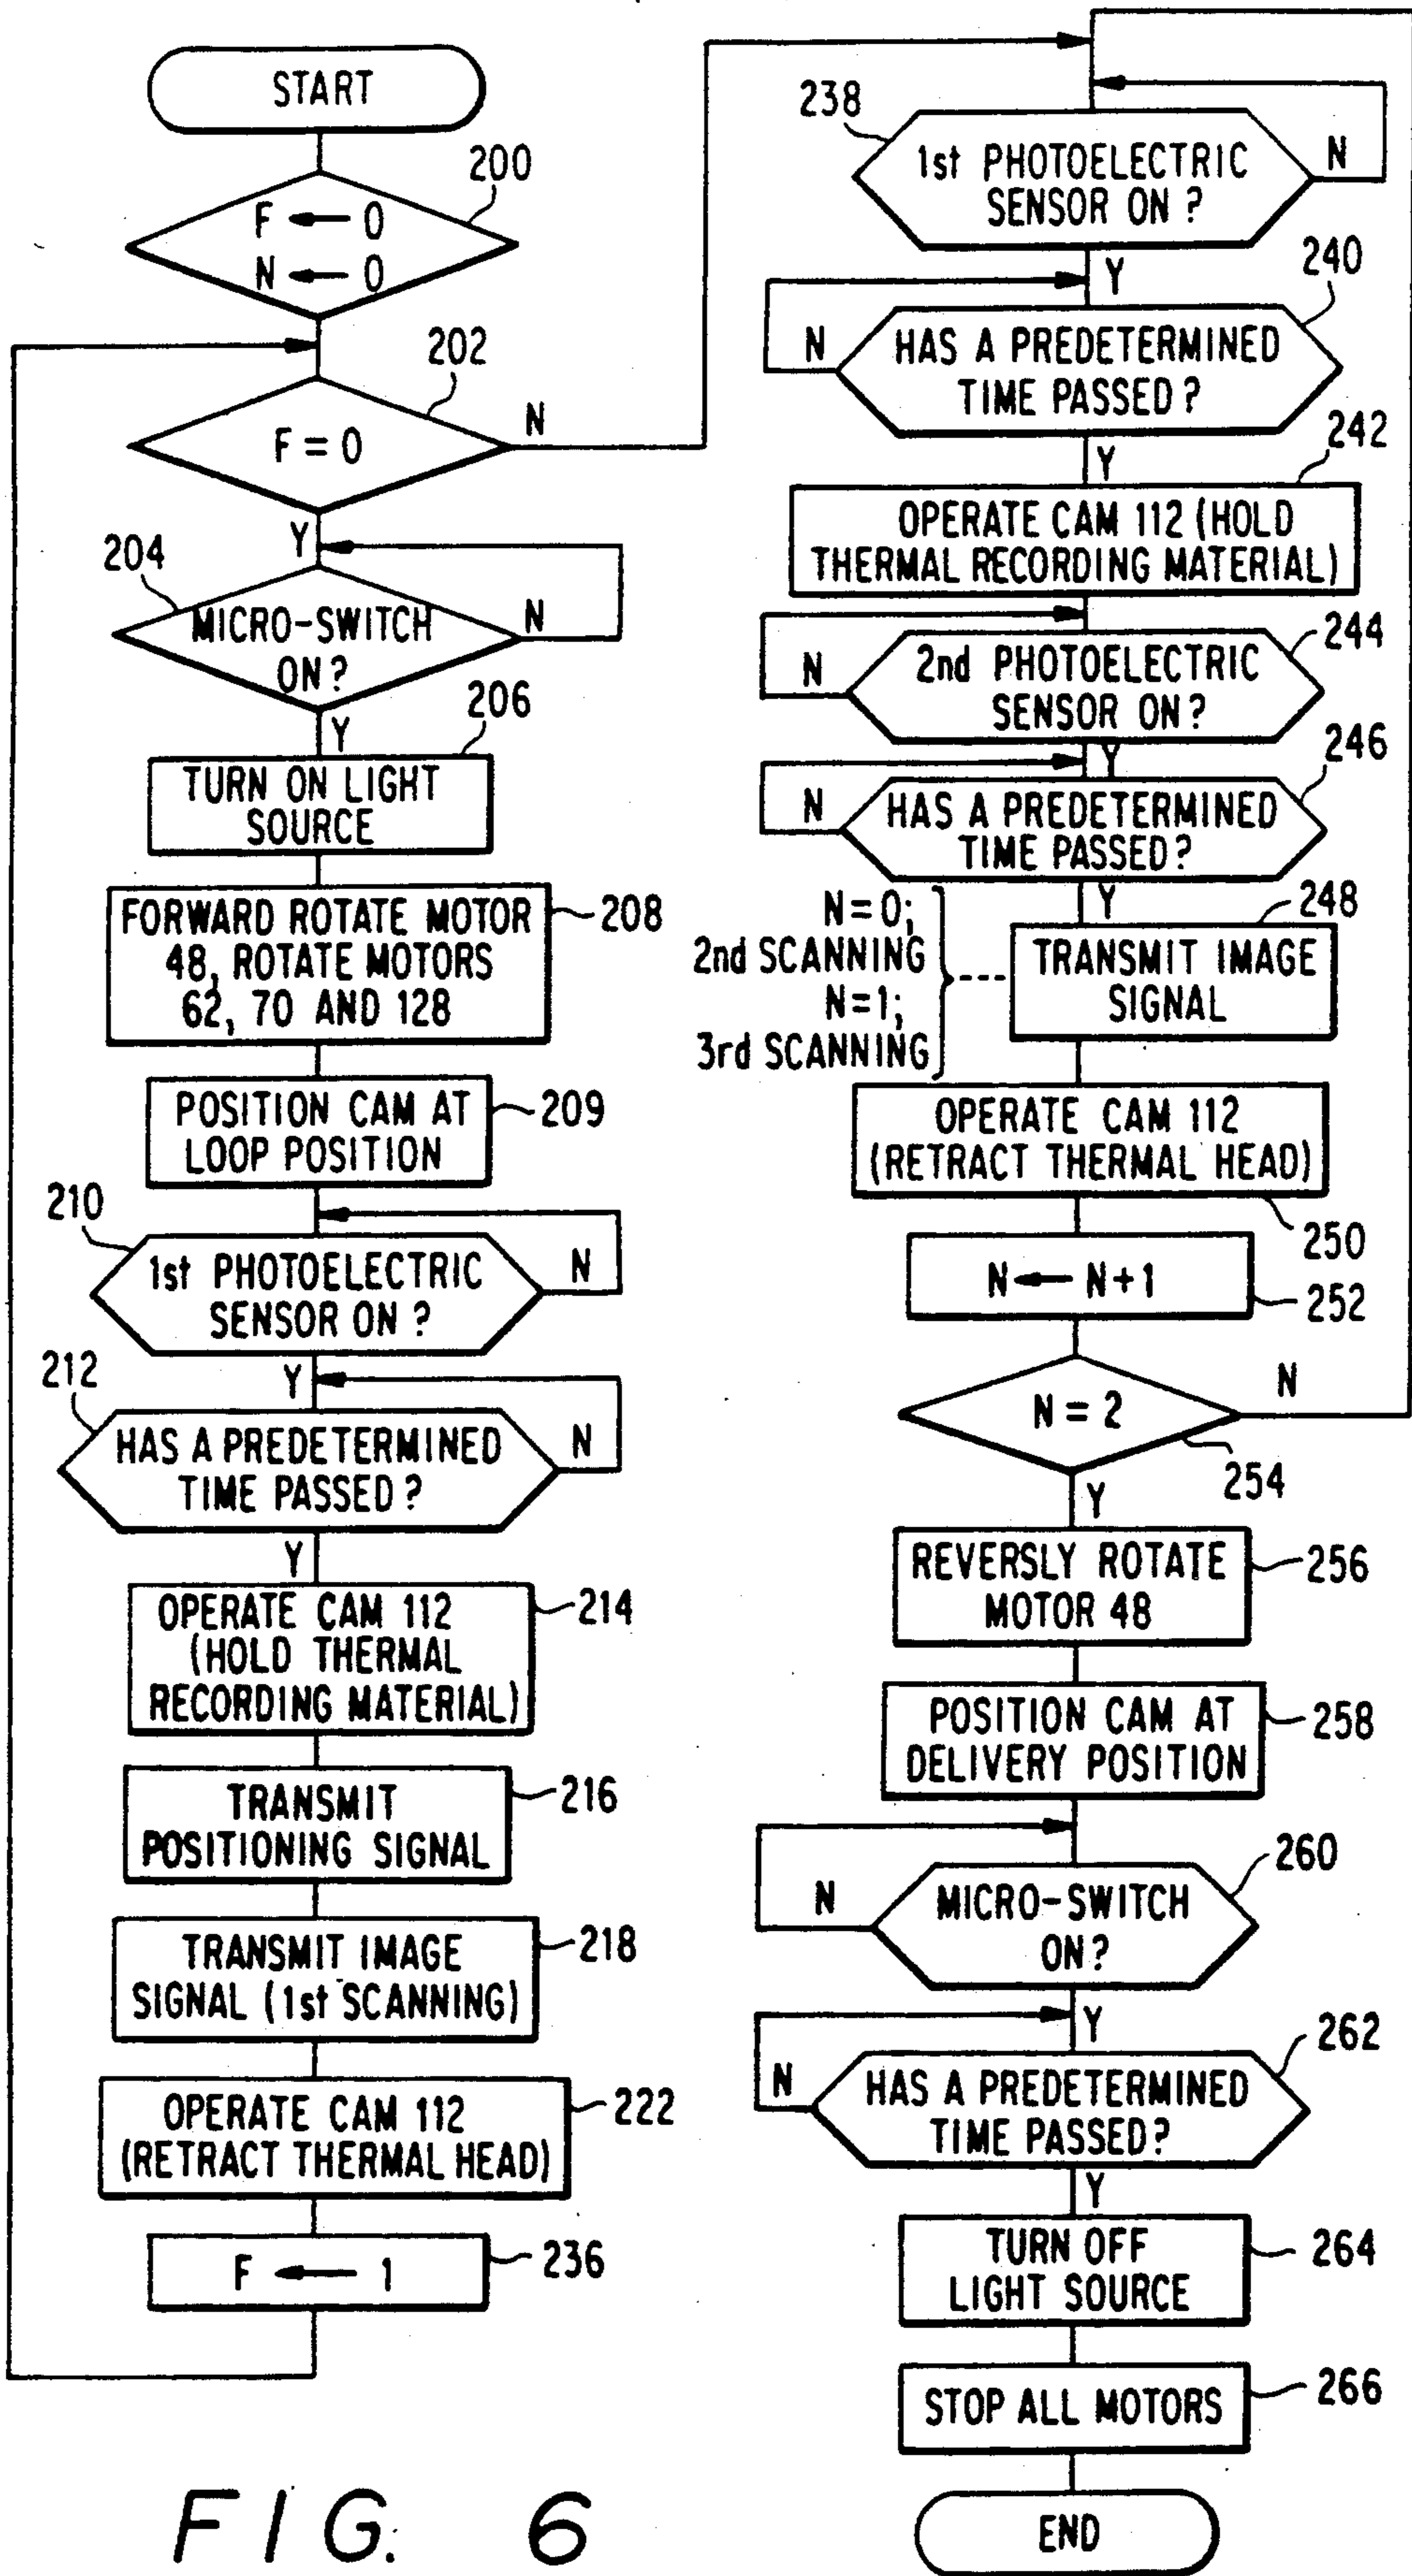 START
200
F ← 0
N ← 0
202
F = 0
N
Y
204
MICRO-SWITCH
ON?
N
Y
206
TURN ON LIGHT
SOURCE
FORWARD ROTATE MOTOR
48, ROTATE MOTORS
62, 70 AND 128
208
POSITION CAM AT
LOOP POSITION
209
210
1st PHOTOELECTRIC
SENSOR ON ?
N
Y
212
HAS A PREDETERMINED
TIME PASSED ?
N
Y
OPERATE CAM 112
(HOLD THERMAL
RECORDING MATERIAL)
214
TRANSMIT
POSITIONING SIGNAL
216
TRANSMIT IMAGE
SIGNAL (1st SCANNING)
218
OPERATE CAM 112
(RETRACT THERMAL HEAD)
222
F ← 1
236
238
1st PHOTOELECTRIC
SENSOR ON ?
N
Y
240
HAS A PREDETERMINED
TIME PASSED ?
N
Y
242
OPERATE CAM 112 (HOLD
THERMAL RECORDING MATERIAL)
244
2nd PHOTOELECTRIC
SENSOR ON ?
N
Y
246
HAS A PREDETERMINED
TIME PASSED ?
N
Y
N=0;
2nd SCANNING
N=1;
3rd SCANNING
248
TRANSMIT IMAGE
SIGNAL
OPERATE CAM 112
(RETRACT THERMAL HEAD)
250
N ← N+1
252
N = 2
N
254
Y
REVERSLY ROTATE
MOTOR 48
256
POSITION CAM AT
DELIVERY POSITION
258
260
MICRO-SWITCH
ON?
N
Y
262
HAS A PREDETERMINED
TIME PASSED?
N
Y
TURN OFF
LIGHT SOURCE
264
STOP ALL MOTORS
266
END
FIG. 6